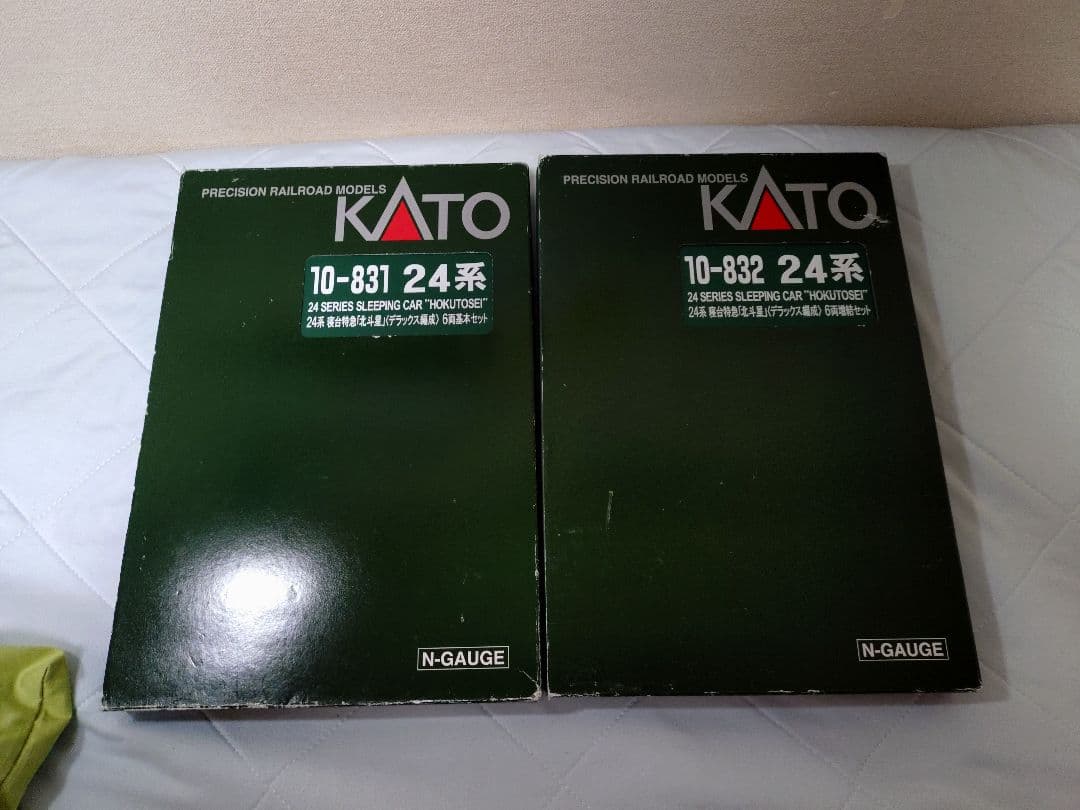 PRECISION RAILROAD MODELS
KATO
10-831 24系
24 SERIES SLEEPING CAR "HOKUTOSEI"
24系 寝台特急「北斗星」〈デラックス編成〉6両基本セット
N-GAUGE
PRECISION RAILROAD MODELS
KATO
10-832 24系
24 SERIES SLEEPING CAR "HOKUTOSEI"
24系 寝台特急「北斗星」〈デラックス編成〉6両増結セット
N-GAUGE